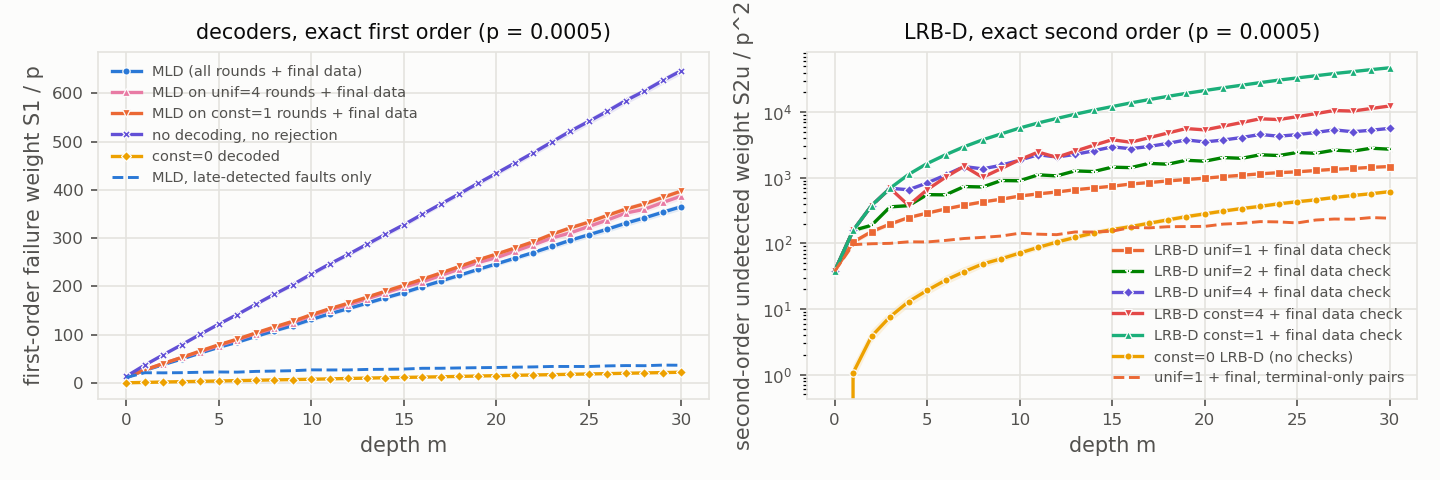 decoders, exact first order (p = 0.0005)
first-order failure weight S1 / p
600
500
400
300
200
100
0
MLD (all rounds + final data)
MLD on unif=4 rounds + final data
MLD on const=1 rounds + final data
no decoding, no rejection
const=0 decoded
MLD, late-detected faults only
0 5 10 15 20 25 30
depth m
LRB-D, exact second order (p = 0.0005)
second-order undetected weight S2u / p^2
10^4
10^3
10^2
10^1
10^0
LRB-D unif=1 + final data check
LRB-D unif=2 + final data check
LRB-D unif=4 + final data check
LRB-D const=4 + final data check
LRB-D const=1 + final data check
const=0 LRB-D (no checks)
unif=1 + final, terminal-only pairs
0 5 10 15 20 25 30
depth m